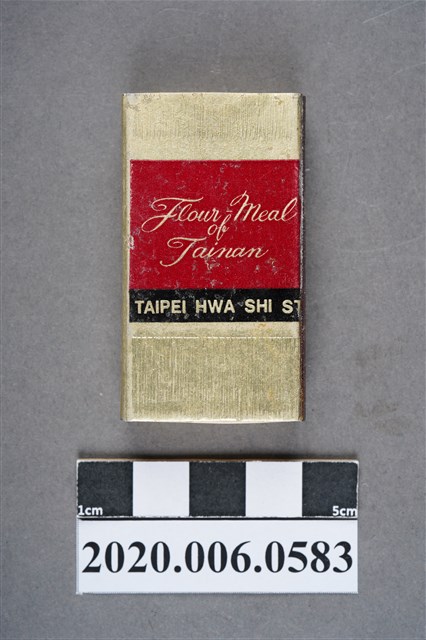 Flour Meal
of
Tainan
TAIPEI HWA SHI ST
1cm 5cm
2020.006.0583